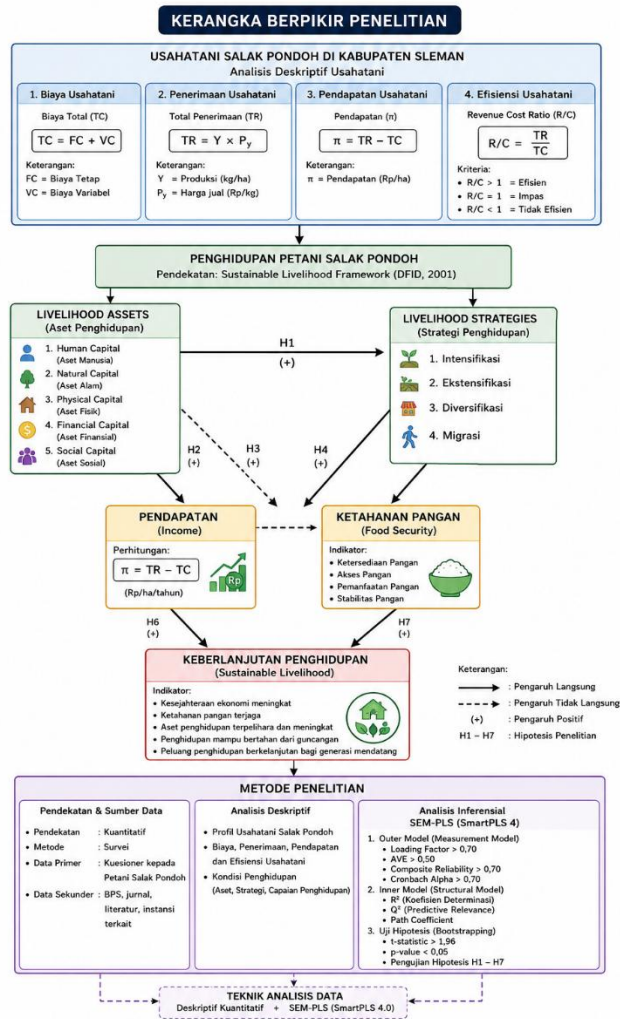 KERANGKA BERPIKIR PENELITIAN
USAHATANI SALAK PONDOH DI KABUPATEN SLEMAN
Analisis Deskriptif Usahatani
1. Biaya Usahatani
Biaya Total (TC)
TC = FC + VC
Keterangan:
FC = Biaya Tetap
VC = Biaya Variabel
2. Penerimaan Usahatani
Total Penerimaan (TR)
TR = Y × Py
Keterangan:
Y = Produksi (kg/ha)
Py = Harga jual (Rp/kg)
3. Pendapatan Usahatani
Pendapatan (π)
π = TR − TC
Keterangan:
π = Pendapatan (Rp/ha)
4. Efisiensi Usahatani
Revenue Cost Ratio (R/C)
R/C = TR
TC
Kriteria:
• R/C > 1 = Efisien
• R/C = 1 = Impas
• R/C < 1 = Tidak Efisien
PENGHIDUPAN PETANI SALAK PONDOH
Pendekatan: Sustainable Livelihood Framework (DFID, 2001)
LIVELIHOOD ASSETS
(Aset Penghidupan)
1. Human Capital
(Aset Manusia)
2. Natural Capital
(Aset Alam)
3. Physical Capital
(Aset Fisik)
4. Financial Capital
(Aset Finansial)
5. Social Capital
(Aset Sosial)
H1
(+)
LIVELIHOOD STRATEGIES
(Strategi Penghidupan)
1. Intensifikasi
2. Ekstensifikasi
3. Diversifikasi
4. Migrasi
H2
(+)
H3
(+)
H4
(+)
PENDAPATAN
(Income)
Perhitungan:
π = TR − TC
(Rp/ha/tahun)
Rp
KETAHANAN PANGAN
(Food Security)
Indikator:
• Ketersediaan Pangan
• Akses Pangan
• Pemanfaatan Pangan
• Stabilitas Pangan
H6
(+)
H7
(+)
KEBERLANJUTAN PENGHIDUPAN
(Sustainable Livelihood)
Indikator:
• Kesejahteraan ekonomi meningkat
• Ketahanan pangan terjaga
• Aset penghidupan terpelihara dan meningkat
• Penghidupan mampu bertahan dari guncangan
• Peluang penghidupan berkelanjutan bagi generasi mendatang
Keterangan:
: Pengaruh Langsung
: Pengaruh Tidak Langsung
(+) : Pengaruh Positif
H1 – H7 : Hipotesis Penelitian
METODE PENELITIAN
Pendekatan & Sumber Data
• Pendekatan : Kuantitatif
• Metode : Survei
• Data Primer : Kuesioner kepada
Petani Salak Pondoh
• Data Sekunder : BPS, jurnal,
literatur, instansi
terkait
Analisis Deskriptif
• Profil Usahatani Salak Pondoh
• Biaya, Penerimaan, Pendapatan
dan Efisiensi Usahatani
• Kondisi Penghidupan
(Aset, Strategi, Capaian Penghidupan)
Analisis Inferensial
SEM-PLS (SmartPLS 4)
1. Outer Model (Measurement Model)
• Loading Factor > 0,70
• AVE > 0,50
• Composite Reliability > 0,70
• Cronbach Alpha > 0,70
2. Inner Model (Structural Model)
• R² (Koefisien Determinasi)
• Q² (Predictive Relevance)
• Path Coefficient
3. Uji Hipotesis (Bootstrapping)
• t-statistic > 1,96
• p-value < 0,05
• Pengujian Hipotesis H1 – H7
TEKNIK ANALISIS DATA
Deskriptif Kuantitatif + SEM-PLS (SmartPLS 4.0)